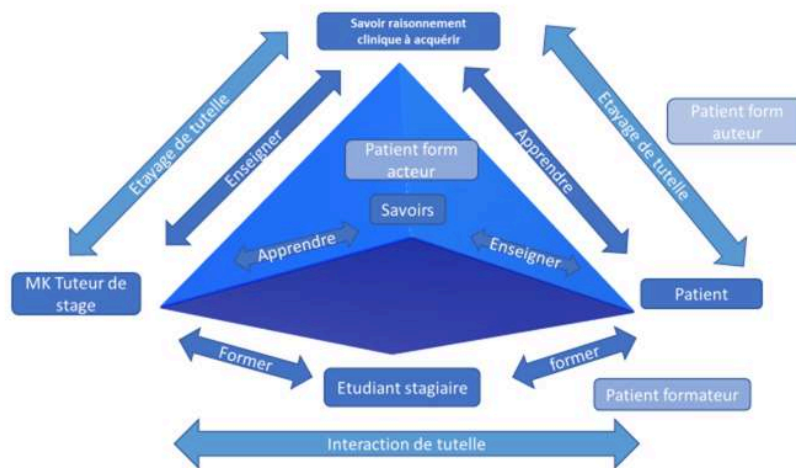 Savoir raisonnement
clinique à acquérir
Etayage de tutelle
Enseigner
Apprendre
Etayage de tutelle
Patient form
auteur
Patient form
acteur
Savoirs
Apprendre
Enseigner
MK Tuteur de
stage
Patient
Former
former
Etudiant stagiaire
Patient formateur
Interaction de tutelle